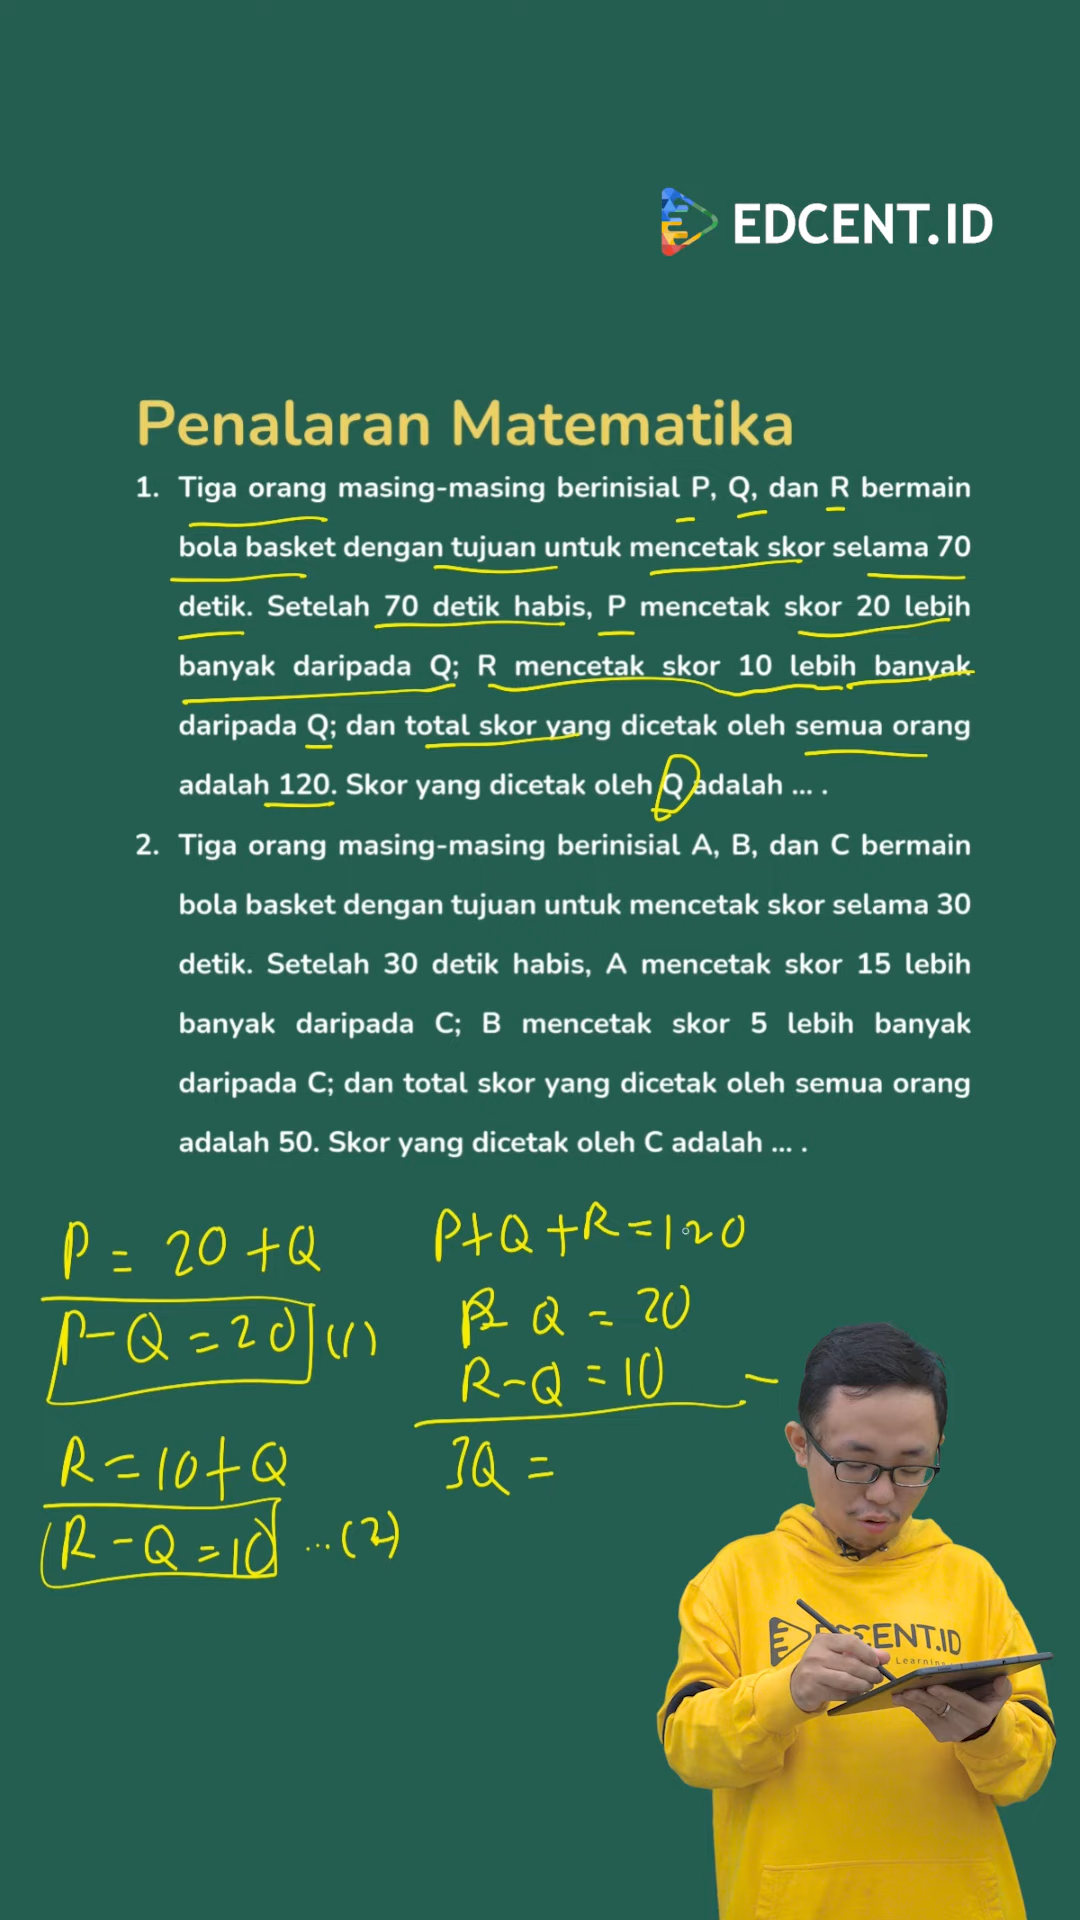 EDCENT.ID
Penalaran Matematika
1. Tiga orang masing-masing berinisial P, Q, dan R bermain
bola basket dengan tujuan untuk mencetak skor selama 70
detik. Setelah 70 detik habis, P mencetak skor 20 lebih
banyak daripada Q; R mencetak skor 10 lebih banyak
daripada Q; dan total skor yang dicetak oleh semua orang
adalah 120. Skor yang dicetak oleh Q adalah ... .
2. Tiga orang masing-masing berinisial A, B, dan C bermain
bola basket dengan tujuan untuk mencetak skor selama 30
detik. Setelah 30 detik habis, A mencetak skor 15 lebih
banyak daripada C; B mencetak skor 5 lebih banyak
daripada C; dan total skor yang dicetak oleh semua orang
adalah 50. Skor yang dicetak oleh C adalah ... .
P = 20 + Q
P - Q = 20 (1)
R = 10 + Q
R - Q = 10 ... (2)
P + Q + R = 120
P - Q = 20
R - Q = 10 -
3Q =
CENT.ID
Learning